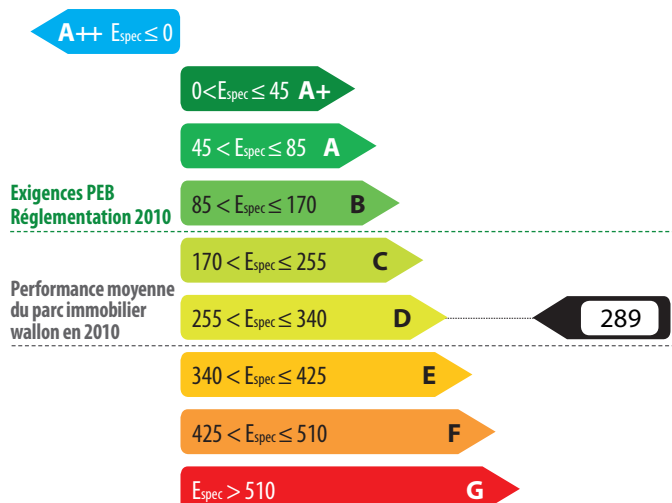 A++ Espec ≤ 0
0<Espec ≤ 45 A+
45 < Espec ≤ 85 A
Exigences PEB
Réglementation 2010
85 < Espec ≤ 170 B
170 < Espec ≤ 255 C
Performance moyenne
du parc immobilier
wallon en 2010
255 < Espec ≤ 340 D
289
340 < Espec ≤ 425 E
425 < Espec ≤ 510 F
Espec > 510 G